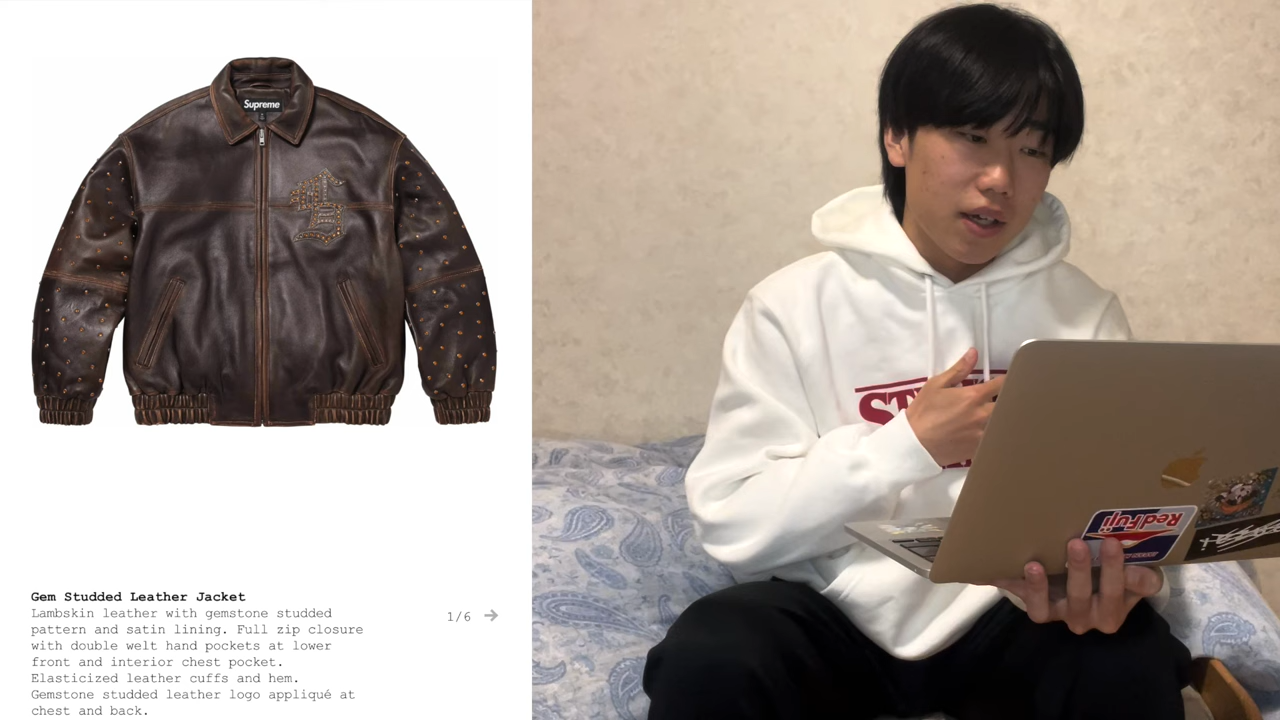 Supreme
Gem Studded Leather Jacket
Lambskin leather with gemstone studded
pattern and satin lining. Full zip closure
with double welt hand pockets at lower
front and interior chest pocket.
Elasticized leather cuffs and hem.
Gemstone studded leather logo appliqué at
chest and back.
1/6
RedFuji